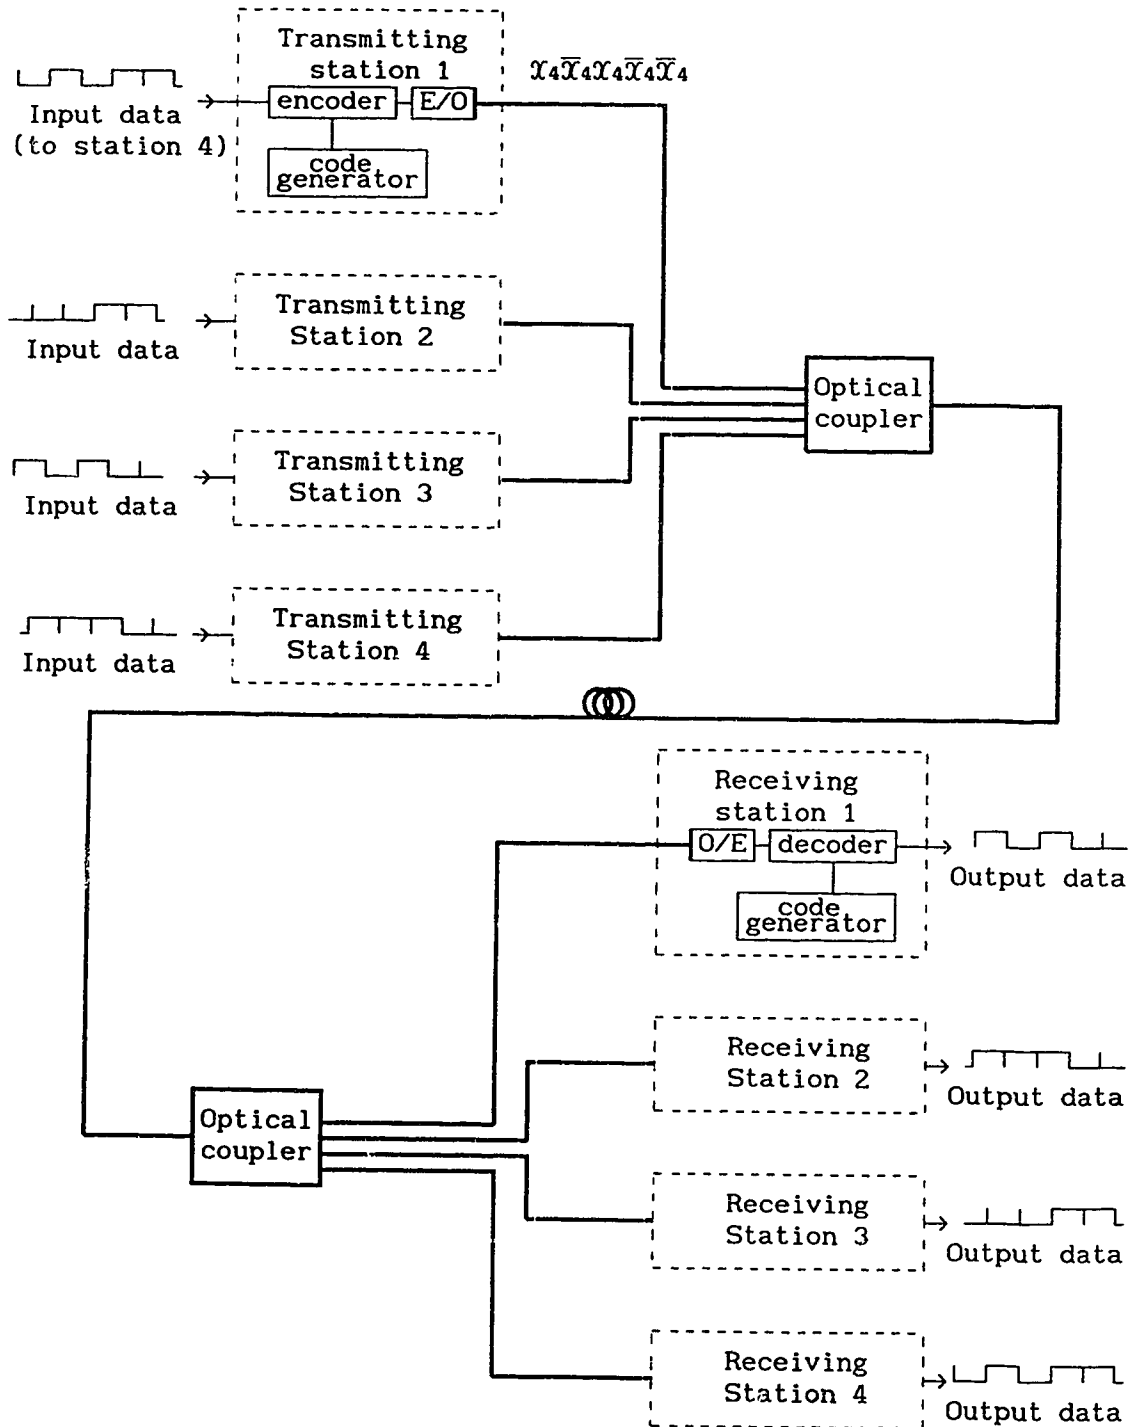 Transmitting
station 1
𝒳₄𝒳̅₄𝒳₄𝒳̅₄𝒳̅₄
encoder
E/O
Input data
(to station 4)
code
generator
Transmitting
Station 2
Input data
Optical
coupler
Transmitting
Station 3
Input data
Transmitting
Station 4
Input data
Receiving
station 1
O/E
decoder
Output data
code
generator
Receiving
Station 2
Output data
Optical
coupler
Receiving
Station 3
Output data
Receiving
Station 4
Output data